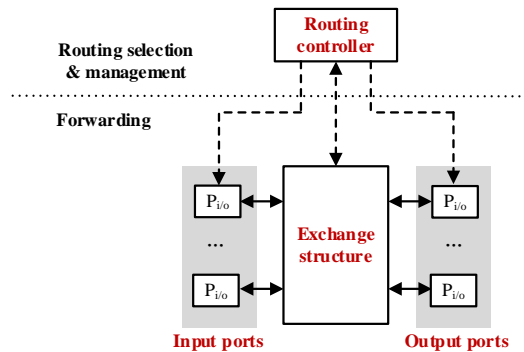 Routing
controller
Routing selection
& management
Forwarding
Pi/o
Pi/o
...
Exchange
structure
...
Pi/o
Pi/o
Input ports
Output ports